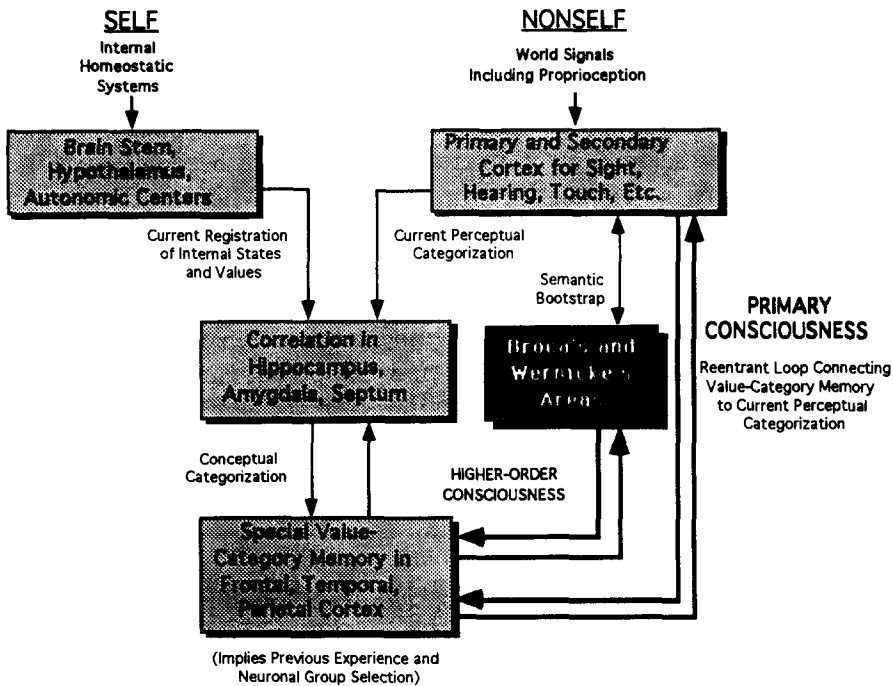 SELF
Internal
Homeostatic
Systems
NONSELF
World Signals
Including Proprioception
Brain Stem,
Hypothalamus,
Autonomic Centers
Primary and Secondary
Cortex for Sight,
Hearing, Touch, Etc.
Current Registration
of Internal States
and Values
Current Perceptual
Categorization
Semantic
Bootstrap
PRIMARY
CONSCIOUSNESS
Reentrant Loop Connecting
Value-Category Memory
to Current Perceptual
Categorization
Correlation in
Hippocampus,
Amygdala, Septum
Broca's and
Wernicke's
Areas
Conceptual
Categorization
HIGHER-ORDER
CONSCIOUSNESS
Special Value-
Category Memory in
Frontal, Temporal,
Parietal Cortex
(Implies Previous Experience and
Neuronal Group Selection)